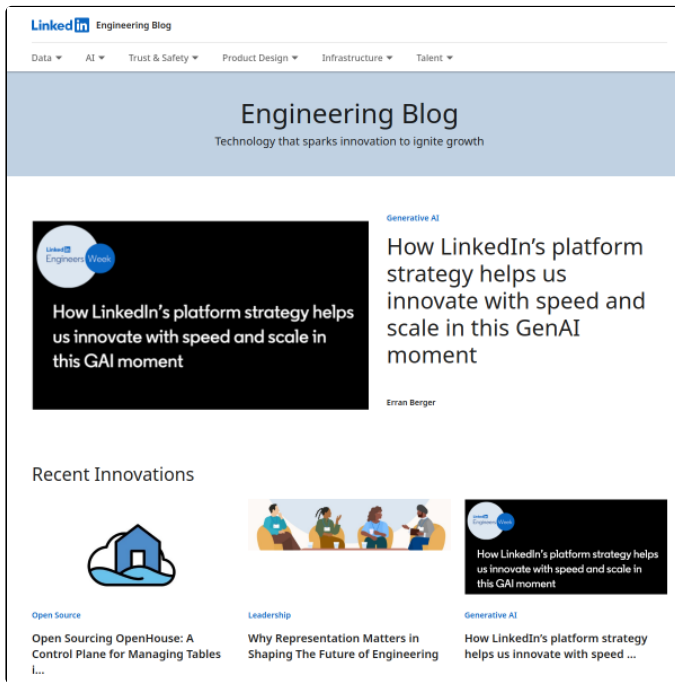 Linked in Engineering Blog
Data AI Trust & Safety Product Design Infrastructure Talent
Engineering Blog
Technology that sparks innovation to ignite growth
Linked in
Engineers Week
How LinkedIn's platform strategy helps
us innovate with speed and scale in
this GAI moment
Generative AI
How LinkedIn's platform
strategy helps us
innovate with speed and
scale in this GenAI
moment
Erran Berger
Recent Innovations
Open Source
Open Sourcing OpenHouse: A
Control Plane for Managing Tables
i...
Leadership
Why Representation Matters in
Shaping The Future of Engineering
Linked in
Engineers Week
How LinkedIn's platform strategy helps
us innovate with speed and scale in
this GAI moment
Generative AI
How LinkedIn's platform strategy
helps us innovate with speed ...